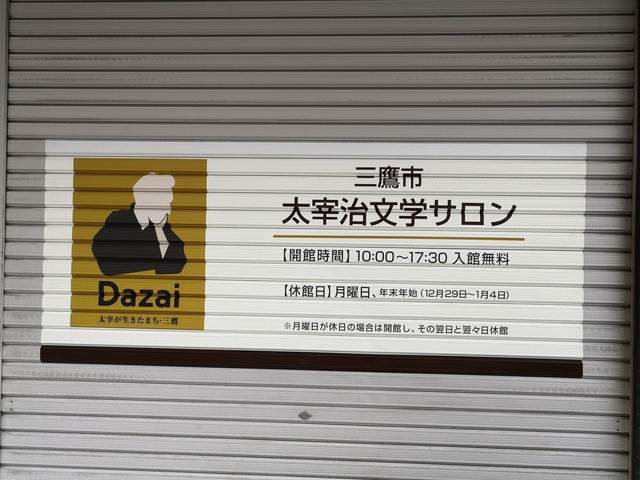 Dazai
太宰が生きたまち・三鷹
三鷹市
太宰治文学サロン
【開館時間】10:00〜17:30 入館無料
【休館日】月曜日、年末年始(12月29日〜1月4日)
※月曜日が休日の場合は開館し、その翌日と翌々日休館